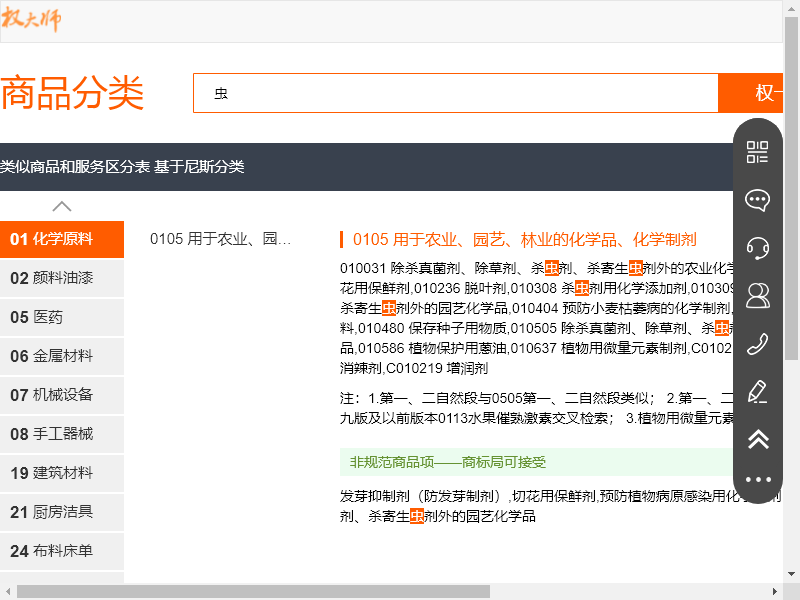 权大师
商品分类
虫
权一
类似商品和服务区分表 基于尼斯分类
01 化学原料
02 颜料油漆
05 医药
06 金属材料
07 机械设备
08 手工器械
19 建筑材料
21 厨房洁具
24 布料床单
0105 用于农业、园…
0105 用于农业、园艺、林业的化学品、化学制剂
010031 除杀真菌剂、除草剂、杀虫剂、杀寄生虫剂外的农业化学
花用保鲜剂,010236 脱叶剂,010308 杀虫剂用化学添加剂,010309
杀寄生虫剂外的园艺化学品,010404 预防小麦枯萎病的化学制剂,
料,010480 保存种子用物质,010505 除杀真菌剂、除草剂、杀虫
品,010586 植物保护用蕙油,010637 植物用微量元素制剂,C0102
消辣剂,C010219 增润剂
注：1.第一、二自然段与0505第一、二自然段类似； 2.第一、二
九版及以前版本0113水果催熟激素交叉检索； 3.植物用微量元素
非规范商品项——商标局可接受
发芽抑制剂（防发芽制剂）,切花用保鲜剂,预防植物病原感染用化
剂、杀寄生虫剂外的园艺化学品